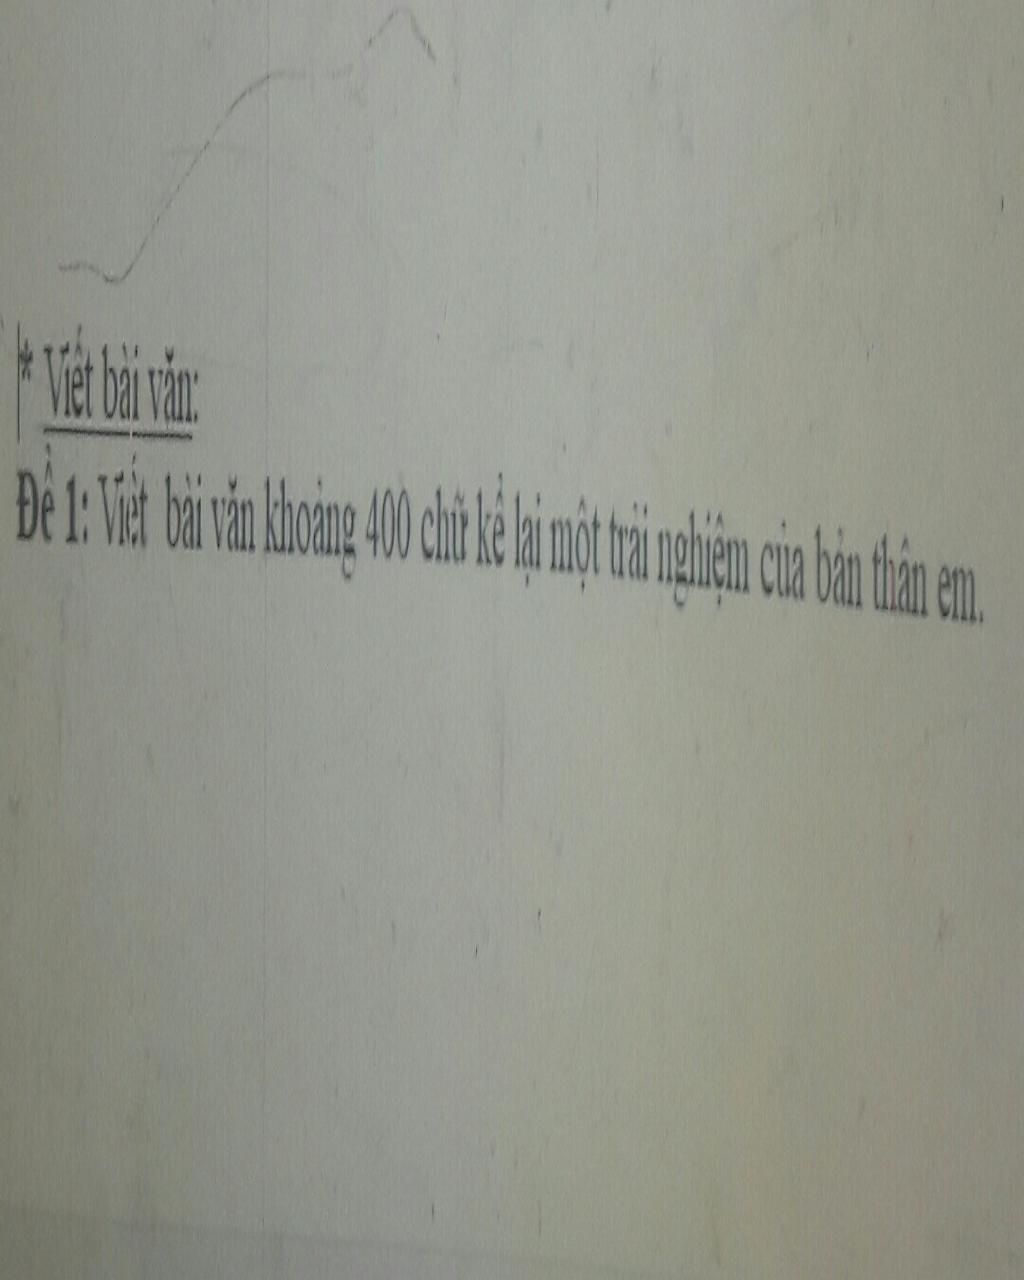 * Viết bài văn:
Đề 1: Viết bài văn khoảng 400 chữ kể lại một trải nghiệm của bản thân em.